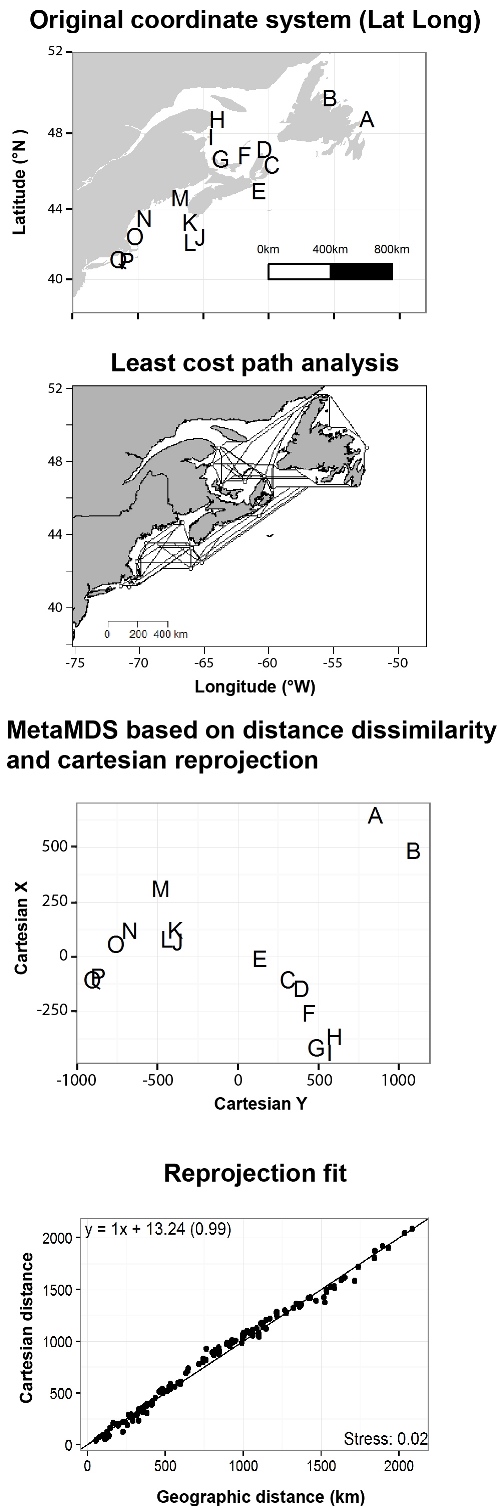 Original coordinate system (Lat Long)
52
48
44
40
Latitude (°N )
A
B
C
D
E
F
G
H
I
J
K
L
M
N
O
P
Q
0km 400km 800km
Least cost path analysis
52
48
44
40
0 200 400 km
-75 -70 -65 -60 -55 -50
Longitude (°W)
MetaMDS based on distance dissimilarity
and cartesian reprojection
Cartesian X
500
250
0
-250
A
B
M
N
O
K
L
J
P
Q
E
C
D
F
G
H
I
-1000 -500 0 500 1000
Cartesian Y
Reprojection fit
y = 1x + 13.24 (0.99)
Cartesian distance
2000
1500
1000
500
0
Stress: 0.02
0 500 1000 1500 2000
Geographic distance (km)